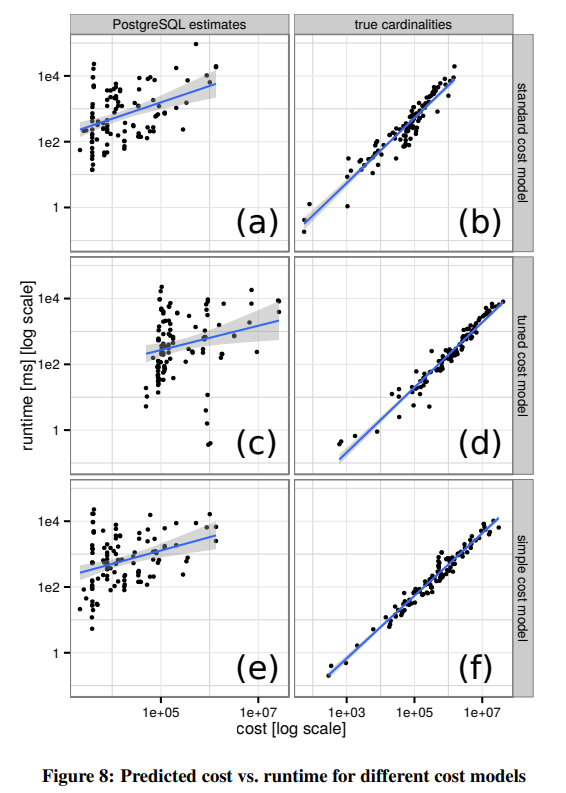 PostgreSQL estimates
true cardinalities
1e4
1e2
1
(a)
(b)
standard cost model
1e4
1e2
1
(c)
(d)
tuned cost model
1e4
1e2
1
(e)
(f)
simple cost model
runtime [ms] [log scale]
1e+05 1e+07
1e+03 1e+05 1e+07
cost [log scale]
Figure 8: Predicted cost vs. runtime for different cost models